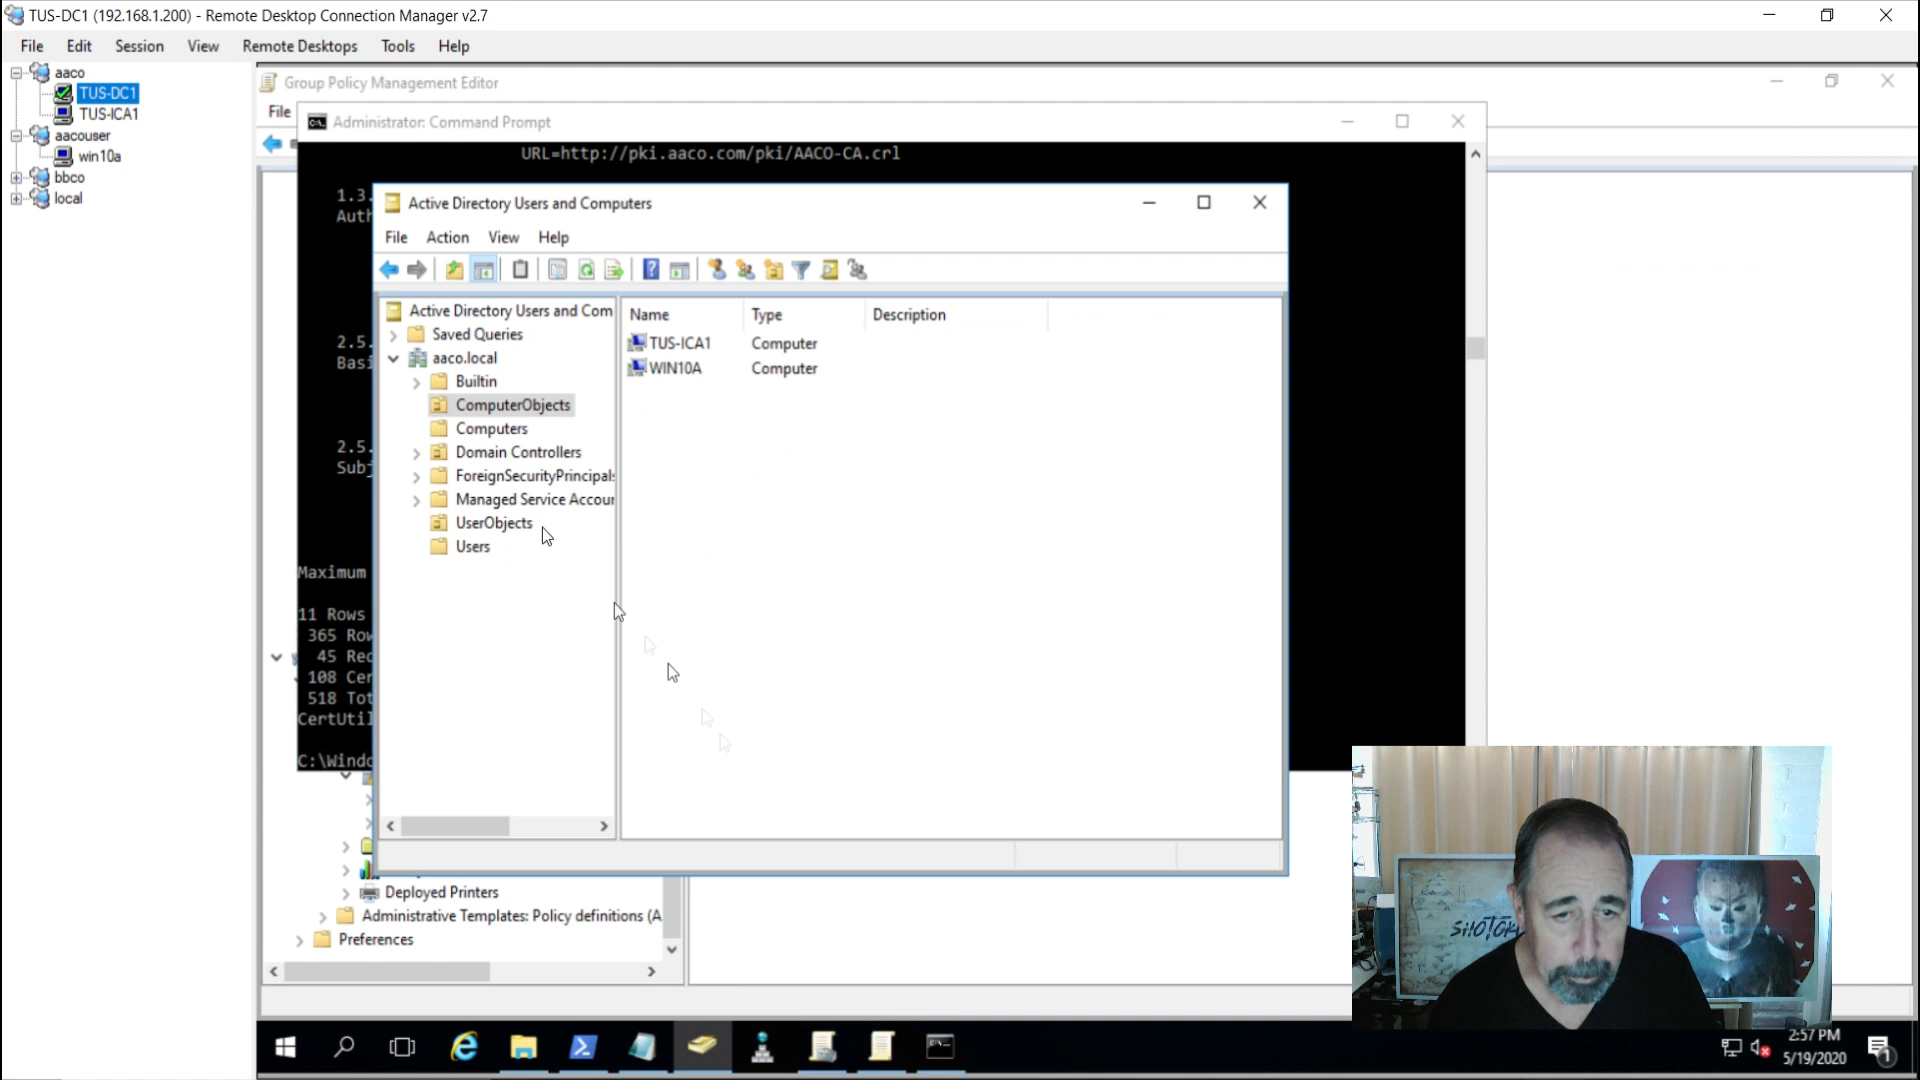 TUS-DC1 (192.168.1.200) - Remote Desktop Connection Manager v2.7
File Edit Session View Remote Desktops Tools Help
aaco
TUS-DC1
TUS-ICA1
aacouser
win10a
bbco
local
Group Policy Management Editor
File
Administrator: Command Prompt
URL=http://pki.aaco.com/pki/AACO-CA.crl
1.3.
Auth
2.5.
Basi
2.5.
Subj
Maximum
11 Rows
365 Row
45 Rec
108 Cer
518 Tot
CertUtil
C:\Windo
Active Directory Users and Computers
File Action View Help
Active Directory Users and Com
Saved Queries
aaco.local
Builtin
ComputerObjects
Computers
Domain Controllers
ForeignSecurityPrincipals
Managed Service Accour
UserObjects
Users
Name Type Description
TUS-ICA1 Computer
WIN10A Computer
Deployed Printers
Administrative Templates: Policy definitions (A
Preferences
2:57 PM
5/19/2020
1